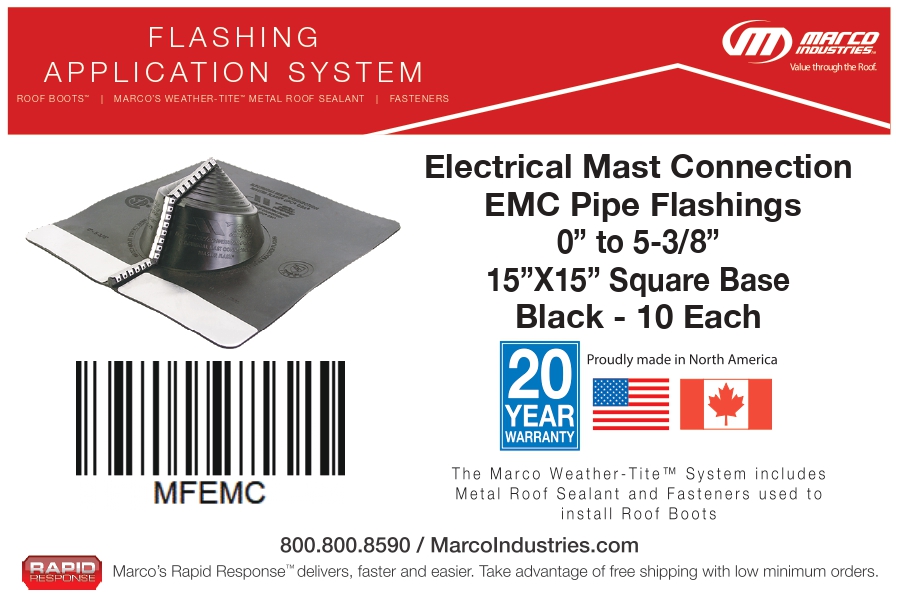 FLASHING
APPLICATION SYSTEM
ROOF BOOTS™ | MARCO'S WEATHER-TITE™ METAL ROOF SEALANT | FASTENERS
MARCO
INDUSTRIES™
Value through the Roof.
Electrical Mast Connection
EMC Pipe Flashings
0” to 5-3/8”
15”X15” Square Base
Black - 10 Each
20
YEAR
WARRANTY
Proudly made in North America
MFEMC
The Marco Weather-Tite™ System includes
Metal Roof Sealant and Fasteners used to
install Roof Boots
800.800.8590 / MarcoIndustries.com
RAPID
RESPONSE
Marco’s Rapid Response™ delivers, faster and easier. Take advantage of free shipping with low minimum orders.